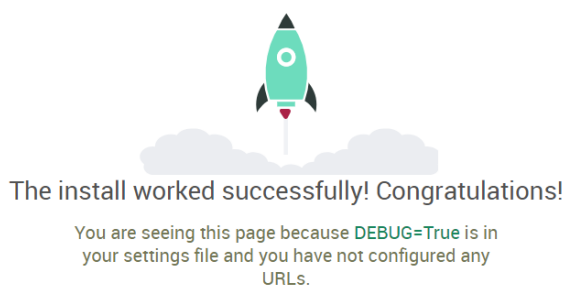 The install worked successfully! Congratulations!
You are seeing this page because DEBUG=True is in
your settings file and you have not configured any
URLs.